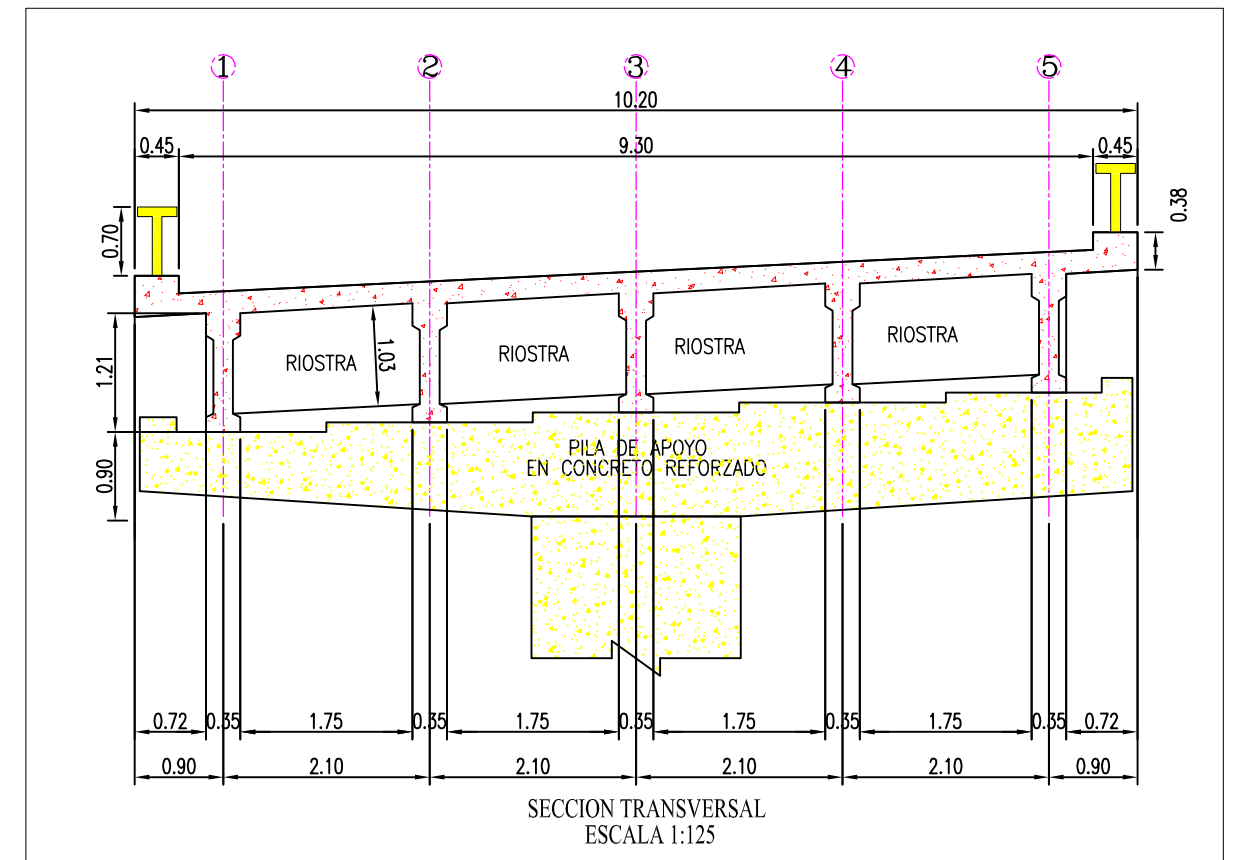 1 2 3 4 5
10.20
0.45 9.30 0.45
0.38
0.70
1.21
RIOSTRA 1.03 RIOSTRA RIOSTRA RIOSTRA
0.90
PILA DE APOYO
EN CONCRETO REFORZADO
0.72 0.35 1.75 0.35 1.75 0.35 1.75 0.35 1.75 0.35 0.72
0.90 2.10 2.10 2.10 2.10 0.90
SECCION TRANSVERSAL
ESCALA 1:125